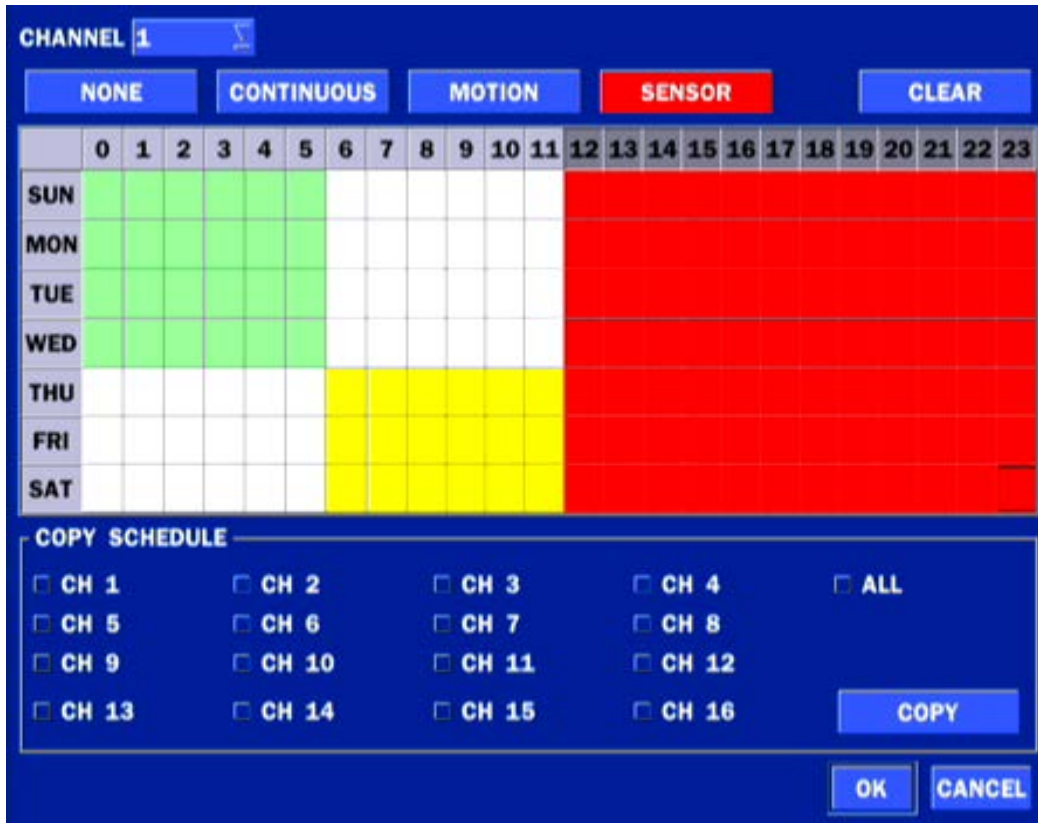 CHANNEL 1
NONE CONTINUOUS MOTION SENSOR CLEAR
0 1 2 3 4 5 6 7 8 9 10 11 12 13 14 15 16 17 18 19 20 21 22 23
SUN
MON
TUE
WED
THU
FRI
SAT
COPY SCHEDULE
CH 1 CH 2 CH 3 CH 4 ALL
CH 5 CH 6 CH 7 CH 8
CH 9 CH 10 CH 11 CH 12
CH 13 CH 14 CH 15 CH 16 COPY
OK CANCEL